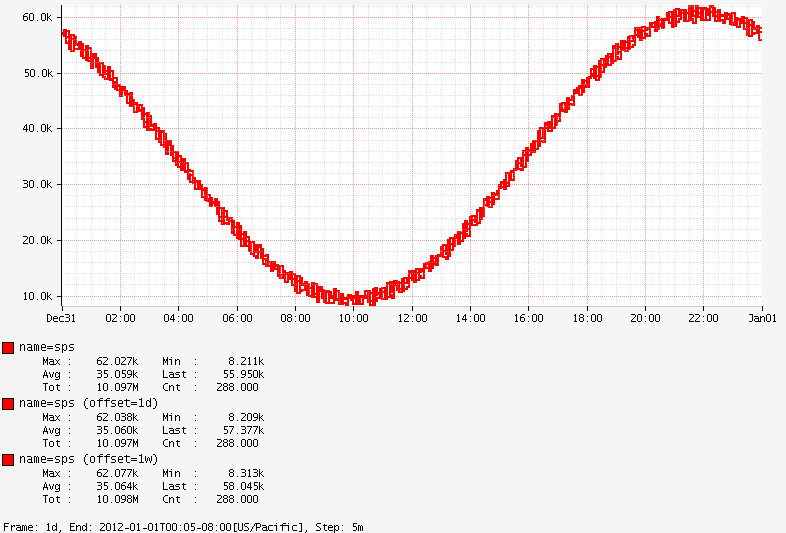 60.0k
50.0k
40.0k
30.0k
20.0k
10.0k
Dec31 02:00 04:00 06:00 08:00 10:00 12:00 14:00 16:00 18:00 20:00 22:00 Jan01
name=sps
Max : 62.027k Min : 8.211k
Avg : 35.059k Last : 55.950k
Tot : 10.097M Cnt : 288.000
name=sps (offset=1d)
Max : 62.038k Min : 8.209k
Avg : 35.060k Last : 57.377k
Tot : 10.097M Cnt : 288.000
name=sps (offset=1w)
Max : 62.077k Min : 8.313k
Avg : 35.064k Last : 58.045k
Tot : 10.098M Cnt : 288.000
Frame: 1d, End: 2012-01-01T00:05-08:00[US/Pacific], Step: 5m